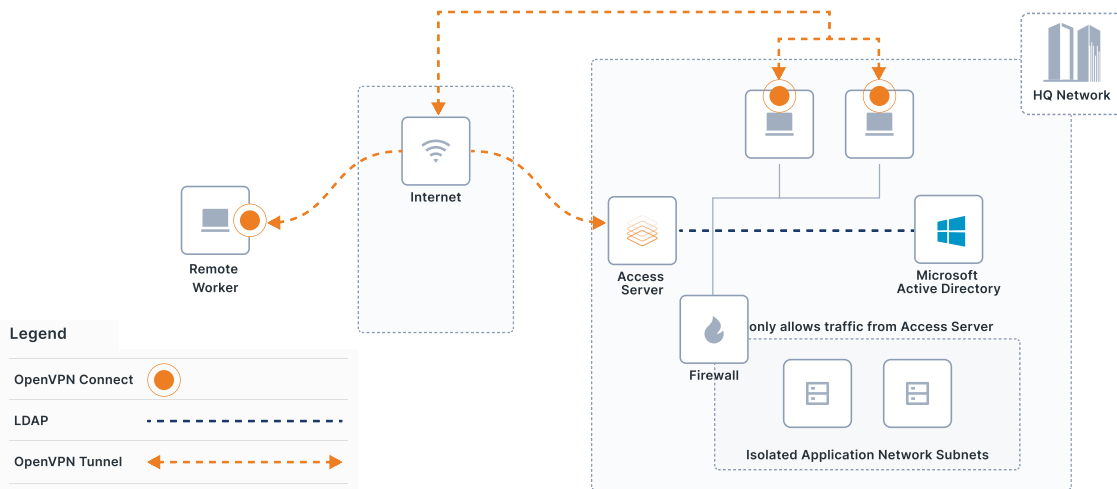 HQ Network
Internet
Remote
Worker
Access
Server
Microsoft
Active Directory
only allows traffic from Access Server
Firewall
Isolated Application Network Subnets
Legend
OpenVPN Connect
LDAP
OpenVPN Tunnel